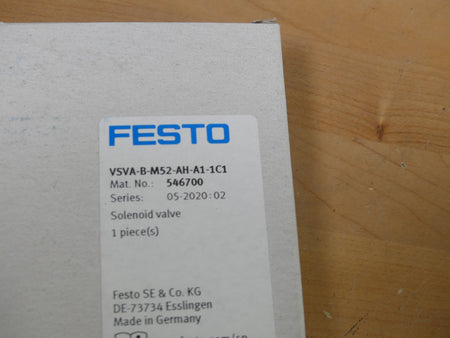 FESTO
VSVA-B-M52-AH-A1-1C1
Mat. No.: 546700
Series: 05-2020:02
Solenoid valve
1 piece(s)
Festo SE & Co. KG
DE-73734 Esslingen
Made in Germany